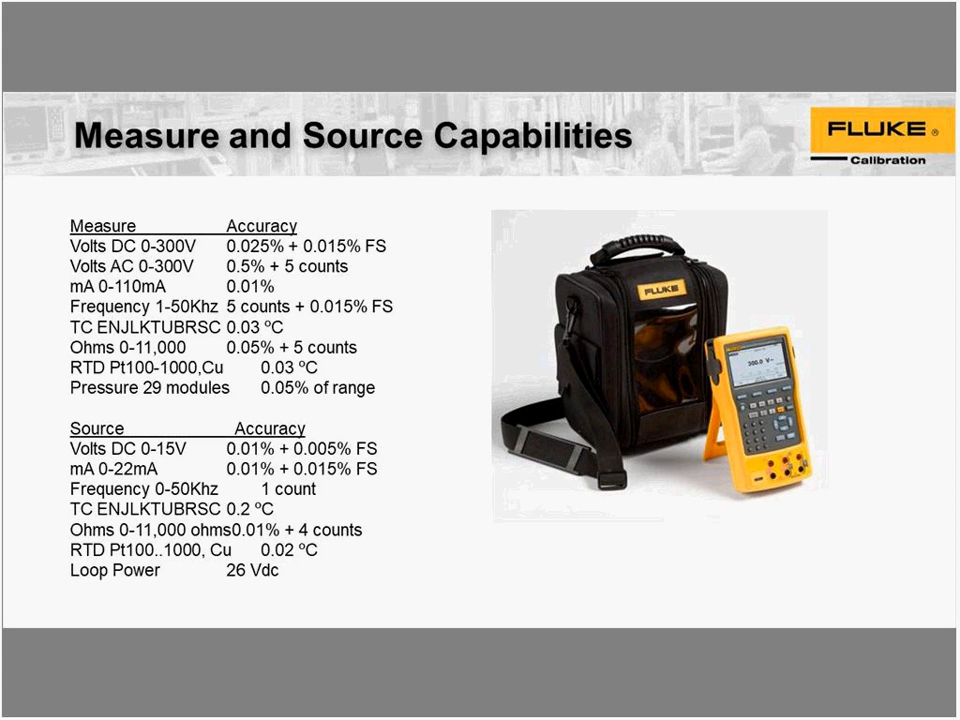 Measure and Source Capabilities
FLUKE ®
Calibration
Measure Accuracy
Volts DC 0-300V 0.025% + 0.015% FS
Volts AC 0-300V 0.5% + 5 counts
mA 0-110mA 0.01%
Frequency 1-50Khz 5 counts + 0.015% FS
TC ENJLKTUBRSC 0.03 ºC
Ohms 0-11,000 0.05% + 5 counts
RTD Pt100-1000,Cu 0.03 ºC
Pressure 29 modules 0.05% of range
Source Accuracy
Volts DC 0-15V 0.01% + 0.005% FS
mA 0-22mA 0.01% + 0.015% FS
Frequency 0-50Khz 1 count
TC ENJLKTUBRSC 0.2 ºC
Ohms 0-11,000 ohms0.01% + 4 counts
RTD Pt100..1000, Cu 0.02 ºC
Loop Power 26 Vdc
FLUKE
300.0 V